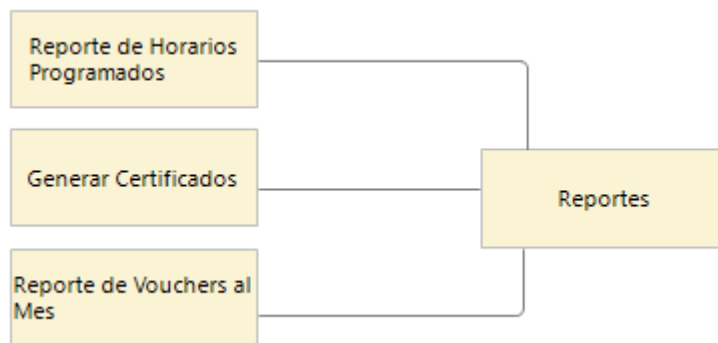 Reporte de Horarios
Programados
Generar Certificados
Reportes
Reporte de Vouchers al
Mes